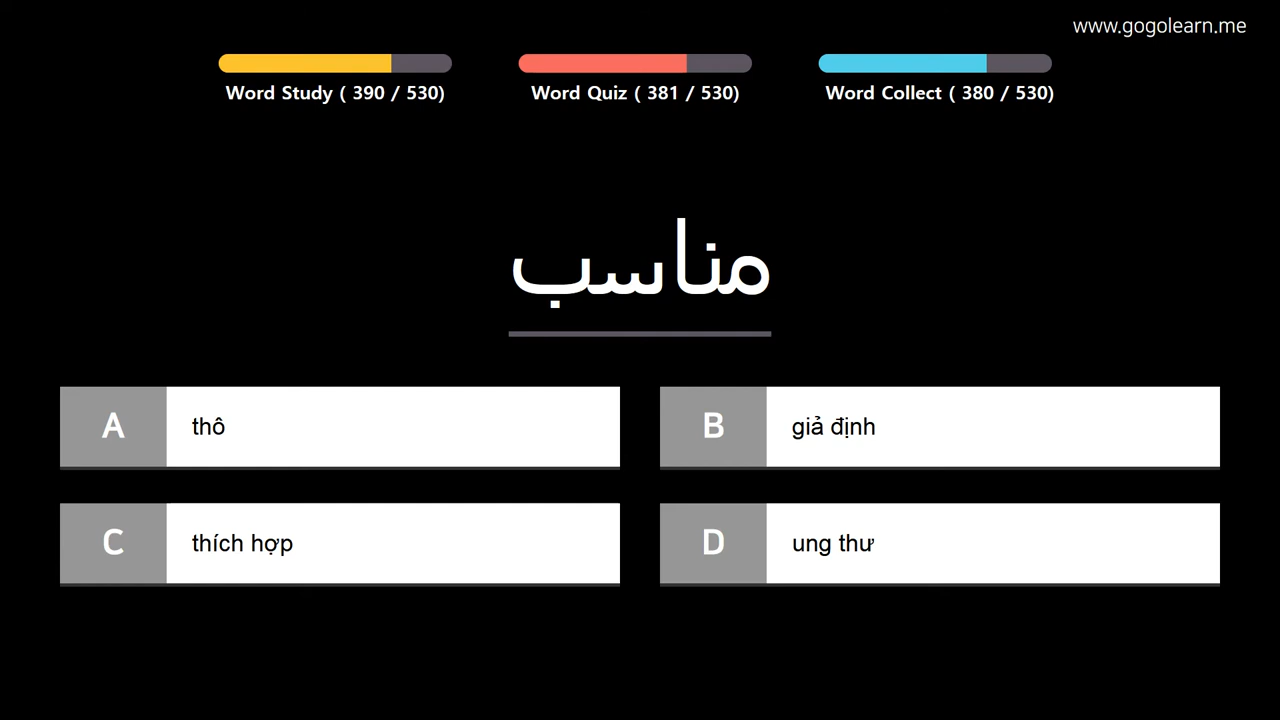 www.gogolearn.me
Word Study ( 390 / 530)
Word Quiz ( 381 / 530)
Word Collect ( 380 / 530)
مناسب
A
thô
B
giả định
C
thích hợp
D
ung thư